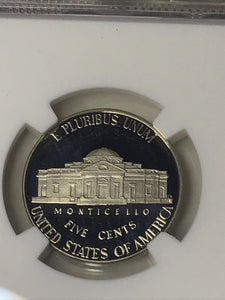 E PLURIBUS UNUM
MONTICELLO
FIVE CENTS
UNITED STATES OF AMERICA